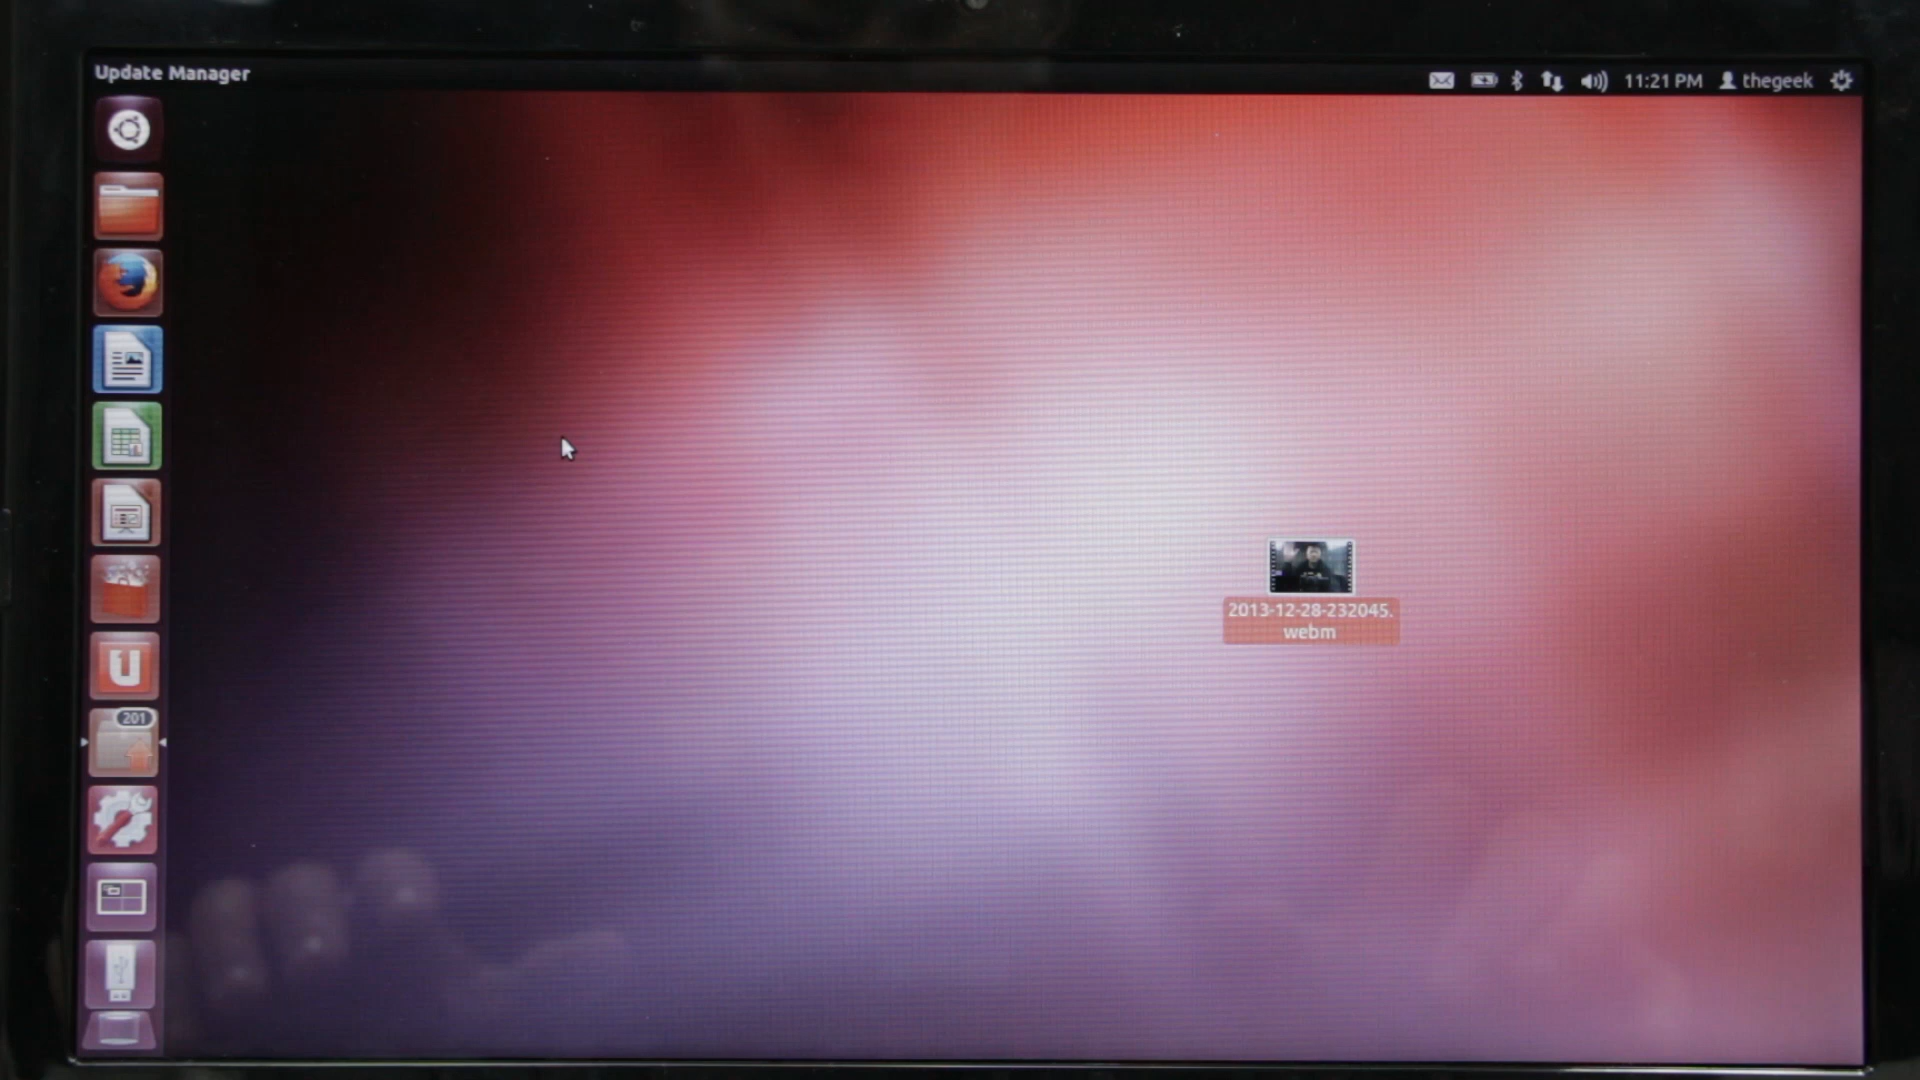 Update Manager
11:21 PM thegeek
201
2013-12-28-232045.
webm